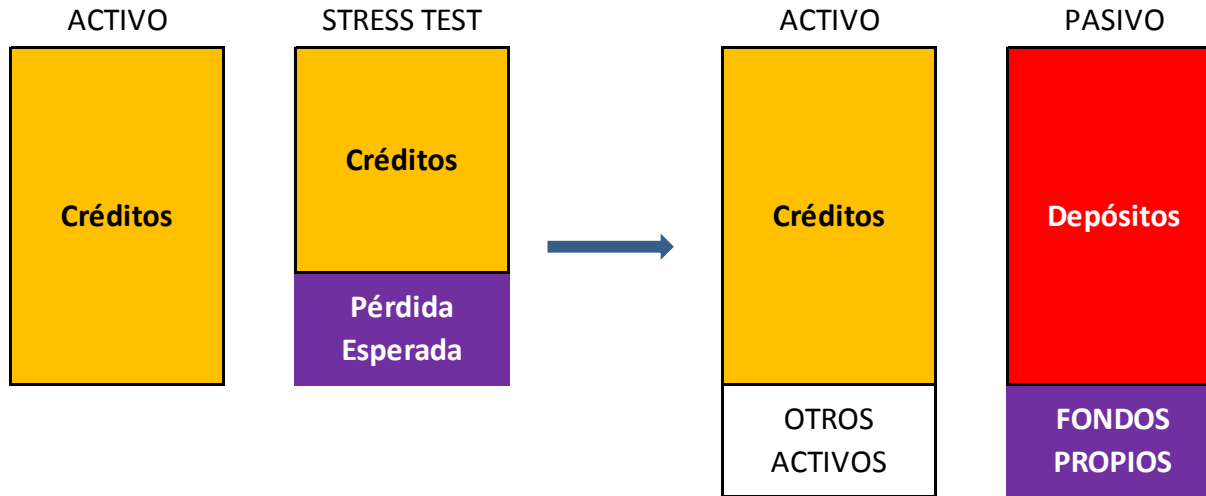 ACTIVO
STRESS TEST
ACTIVO
PASIVO
Créditos
Créditos
Pérdida
Esperada
Créditos
OTROS
ACTIVOS
Depósitos
FONDOS
PROPIOS